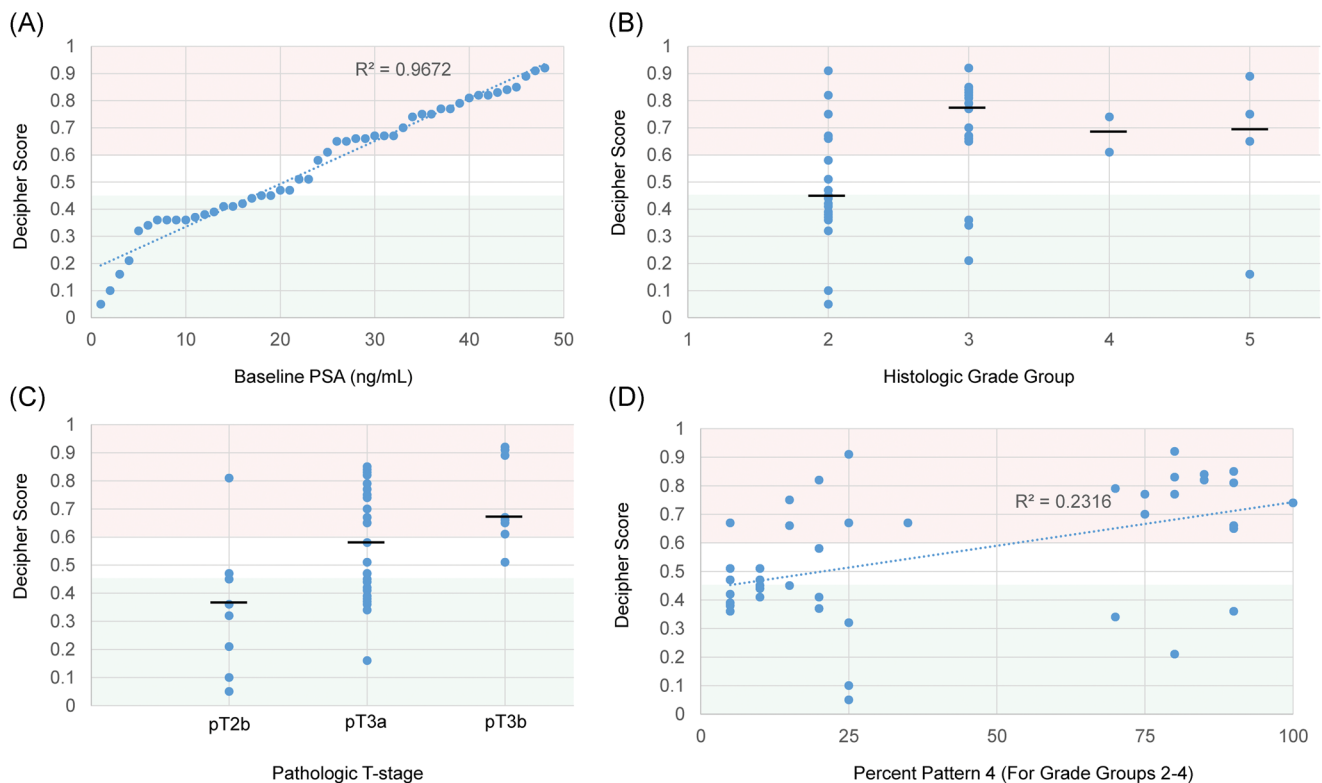 (A)
1
0.9
0.8
0.7
0.6
0.5
0.4
0.3
0.2
0.1
0
R² = 0.9672
Decipher Score
0 10 20 30 40 50
Baseline PSA (ng/mL)
(B)
1
0.9
0.8
0.7
0.6
0.5
0.4
0.3
0.2
0.1
0
Decipher Score
1 2 3 4 5
Histologic Grade Group
(C)
1
0.9
0.8
0.7
0.6
0.5
0.4
0.3
0.2
0.1
0
Decipher Score
pT2b pT3a pT3b
Pathologic T-stage
(D)
1
0.9
0.8
0.7
0.6
0.5
0.4
0.3
0.2
0.1
0
R² = 0.2316
Decipher Score
0 25 50 75 100
Percent Pattern 4 (For Grade Groups 2-4)